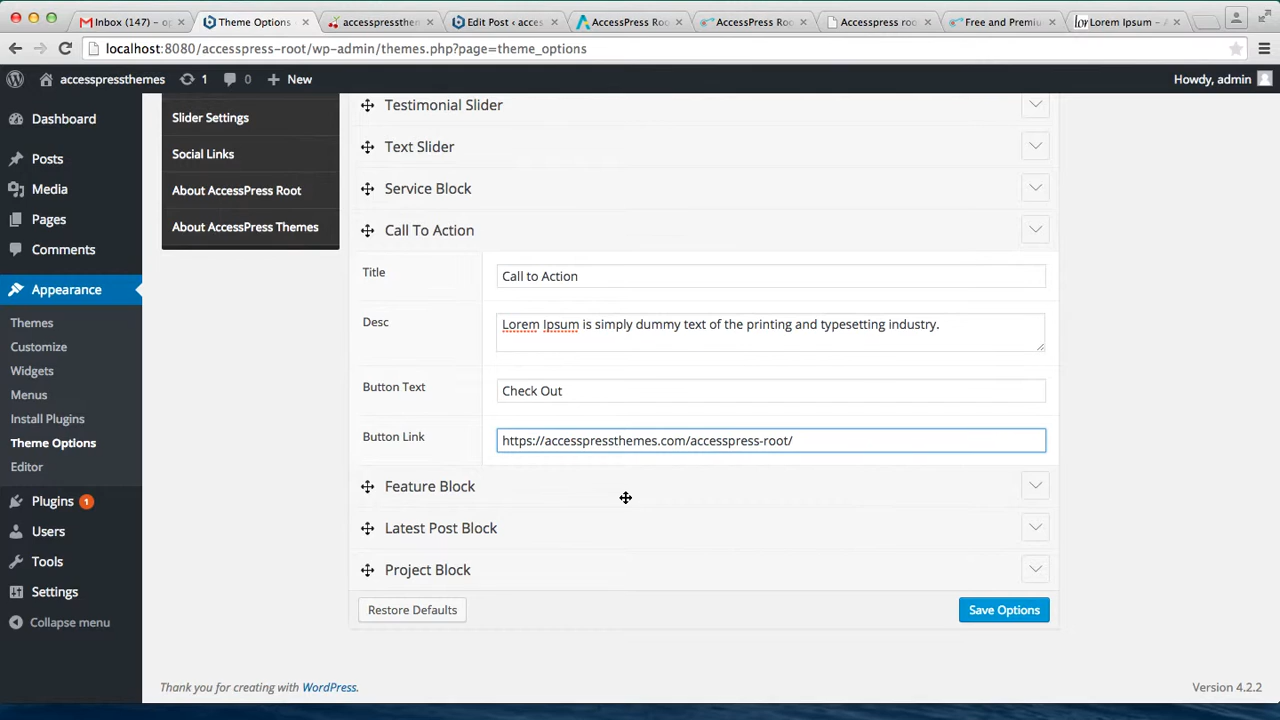 Inbox (147) – op
Theme Options
accesspressthem
Edit Post ‹ access
AccessPress Roo
AccessPress Roo
Accesspress root
Free and Premiu
Lorem Ipsum - A
localhost:8080/accesspress-root/wp-admin/themes.php?page=theme_options
accesspressthemes
1
0
New
Howdy, admin
Dashboard
Posts
Media
Pages
Comments
Appearance
Themes
Customize
Widgets
Menus
Install Plugins
Theme Options
Editor
Plugins 1
Users
Tools
Settings
Collapse menu
Slider Settings
Social Links
About AccessPress Root
About AccessPress Themes
Testimonial Slider
Text Slider
Service Block
Call To Action
Title
Call to Action
Desc
Lorem Ipsum is simply dummy text of the printing and typesetting industry.
Button Text
Check Out
Button Link
https://accesspressthemes.com/accesspress-root/
Feature Block
Latest Post Block
Project Block
Restore Defaults
Save Options
Thank you for creating with WordPress.
Version 4.2.2